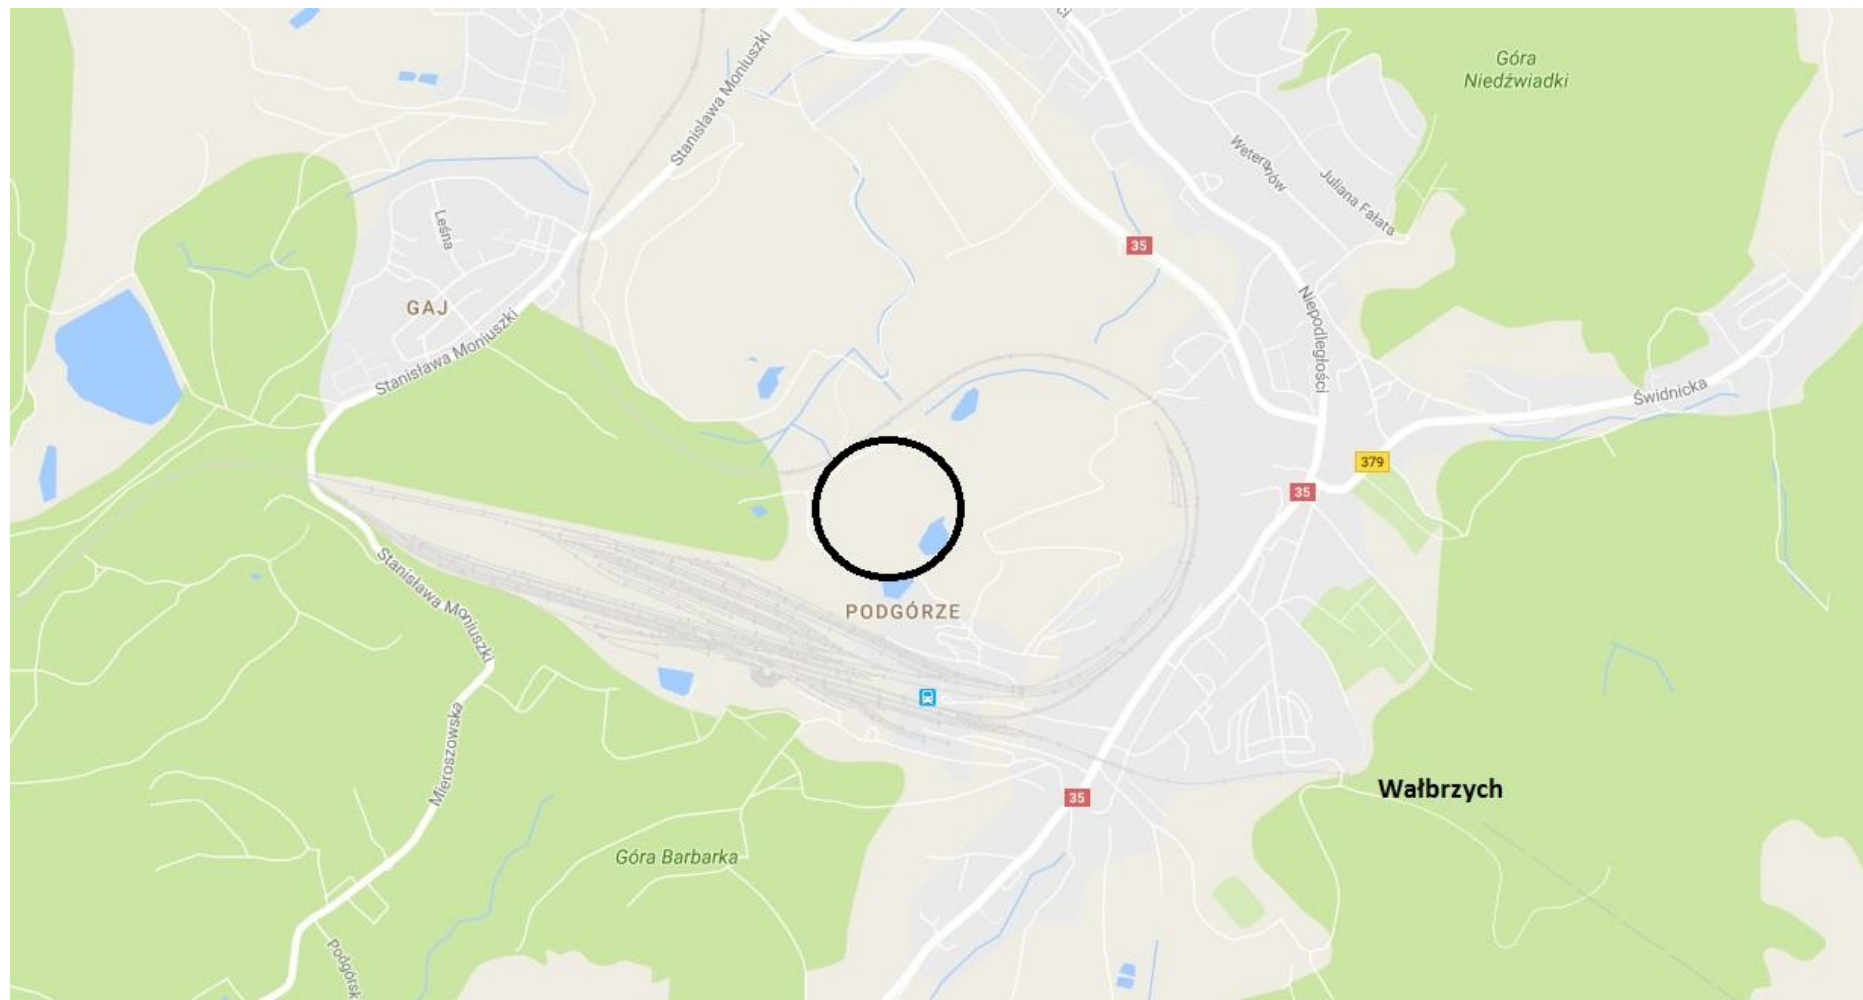 Góra
Niedźwiadki
Stanisława Moniuszki
Weteranów
Juliana Fałata
Leśna
35
GAJ
Niepodległości
Stanisława Moniuszki
Świdnicka
379
35
Stanisława Moniuszki
PODGÓRZE
Mieroszowska
Wałbrzych
35
Góra Barbarka
Podgórsk